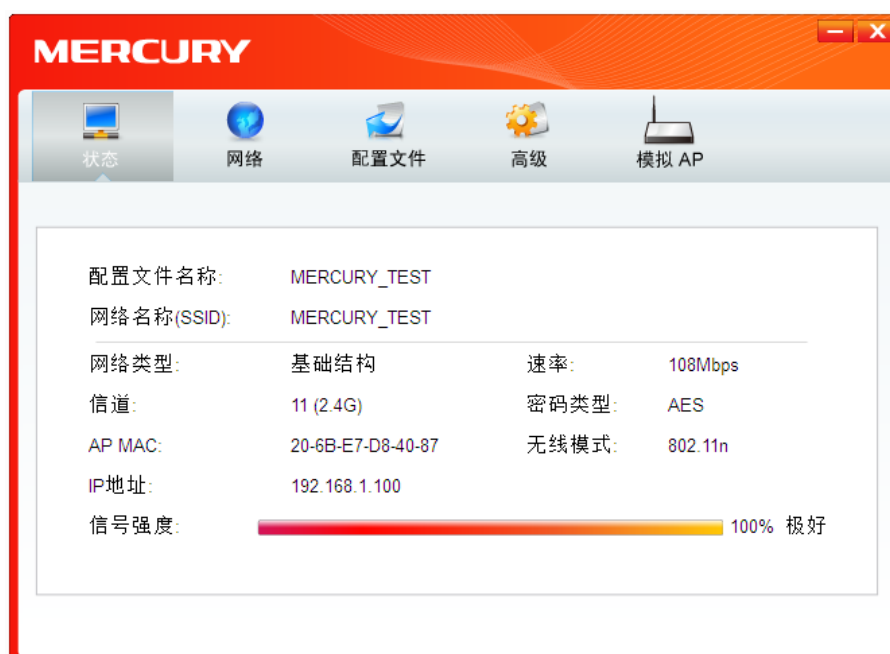 MERCURY
状态 网络 配置文件 高级 模拟 AP
配置文件名称: MERCURY_TEST
网络名称(SSID): MERCURY_TEST
网络类型: 基础结构 速率: 108Mbps
信道: 11 (2.4G) 密码类型: AES
AP MAC: 20-6B-E7-D8-40-87 无线模式: 802.11n
IP地址: 192.168.1.100
信号强度: 100% 极好